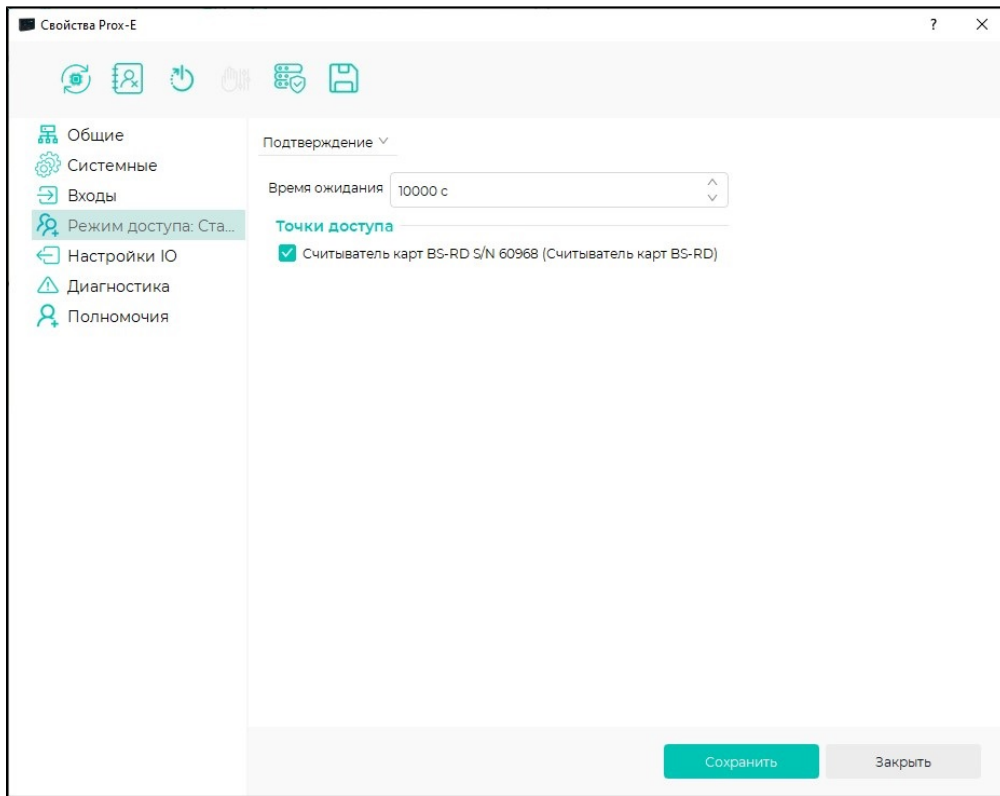 Свойства Prox-E
?
Общие
Системные
Входы
Режим доступа: Ста...
Настройки IO
Диагностика
Полномочия
Подтверждение
Время ожидания 10000 с
Точки доступа
Считыватель карт BS-RD S/N 60968 (Считыватель карт BS-RD)
Сохранить Закрыть